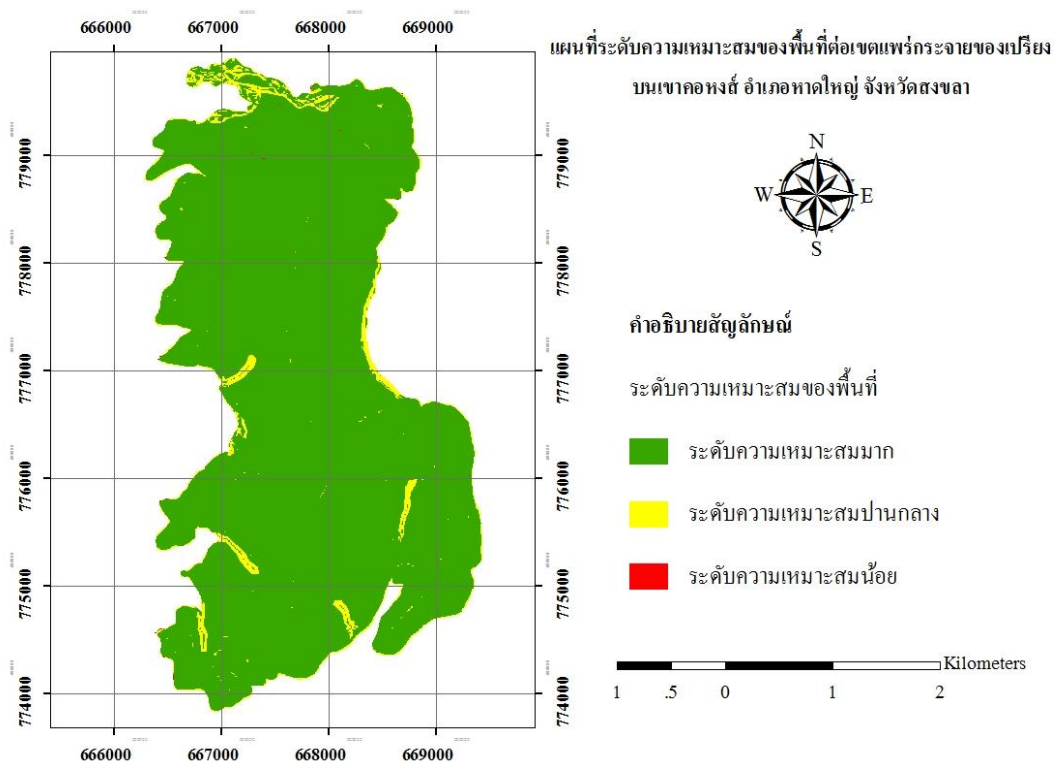 666000 667000 668000 669000
แผนที่ระดับความเหมาะสมของพื้นที่ต่อเขตแพร่กระจายของเปรียง
บนเขาคอหงส์ อำเภอหาดใหญ่ จังหวัดสงขลา
N
W E
S
779000 779000
778000 778000
777000 777000
776000 776000
775000 775000
774000 774000
คำอธิบายสัญลักษณ์
ระดับความเหมาะสมของพื้นที่
ระดับความเหมาะสมมาก
ระดับความเหมาะสมปานกลาง
ระดับความเหมาะสมน้อย
Kilometers
1 .5 0 1 2
666000 667000 668000 669000